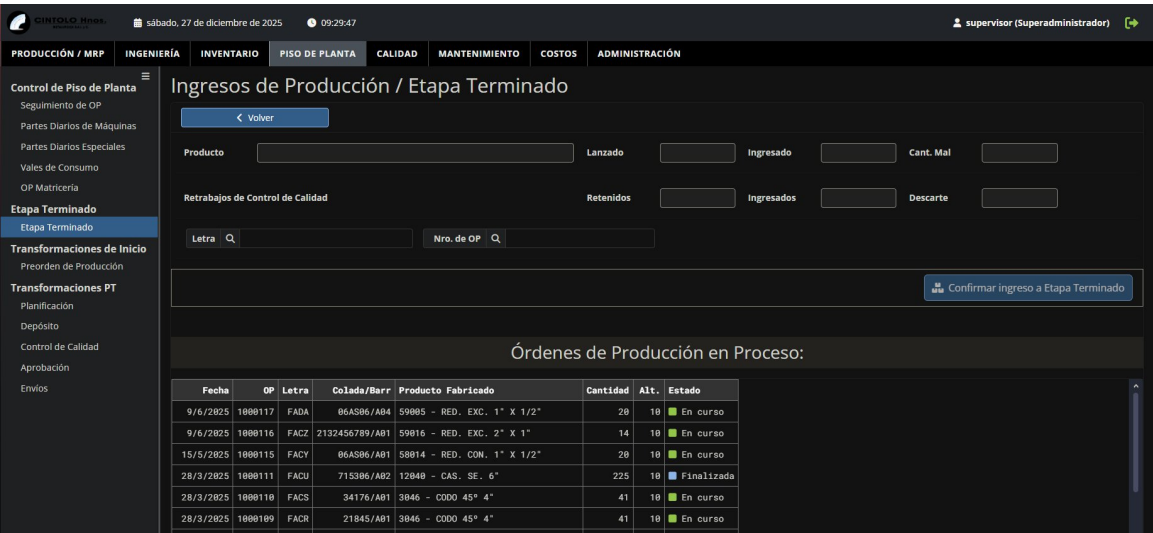 CINTOLO Hnos.
sábado, 27 de diciembre de 2025
09:29:47
supervisor (Superadministrador)
PRODUCCIÓN / MRP INGENIERÍA INVENTARIO PISO DE PLANTA CALIDAD MANTENIMIENTO COSTOS ADMINISTRACIÓN
Control de Piso de Planta
Seguimiento de OP
Partes Diarios de Máquinas
Partes Diarios Especiales
Vales de Consumo
OP Matricería
Etapa Terminado
Etapa Terminado
Transformaciones de Inicio
Preorden de Producción
Transformaciones PT
Planificación
Depósito
Control de Calidad
Aprobación
Envíos
Ingresos de Producción / Etapa Terminado
Volver
Producto Lanzado Ingresado Cant. Mal
Retrabajos de Control de Calidad Retenidos Ingresados Descarte
Letra Nro. de OP
Confirmar ingreso a Etapa Terminado
Órdenes de Producción en Proceso:
Fecha OP Letra Colada/Barr Producto Fabricado Cantidad Alt. Estado
9/6/2025 1000117 FADA 06AS06/A04 59005 - RED. EXC. 1" X 1/2" 20 10 En curso
9/6/2025 1000116 FACZ 2132456789/A01 59016 - RED. EXC. 2" X 1" 14 10 En curso
15/5/2025 1000115 FACY 06AS06/A01 58014 - RED. CON. 1" X 1/2" 20 10 En curso
28/3/2025 1000111 FACU 715306/A02 12040 - CAS. SE. 6" 225 10 Finalizada
28/3/2025 1000110 FACS 34176/A01 3046 - CODO 45º 4" 41 10 En curso
28/3/2025 1000109 FACR 21845/A01 3046 - CODO 45º 4" 41 10 En curso